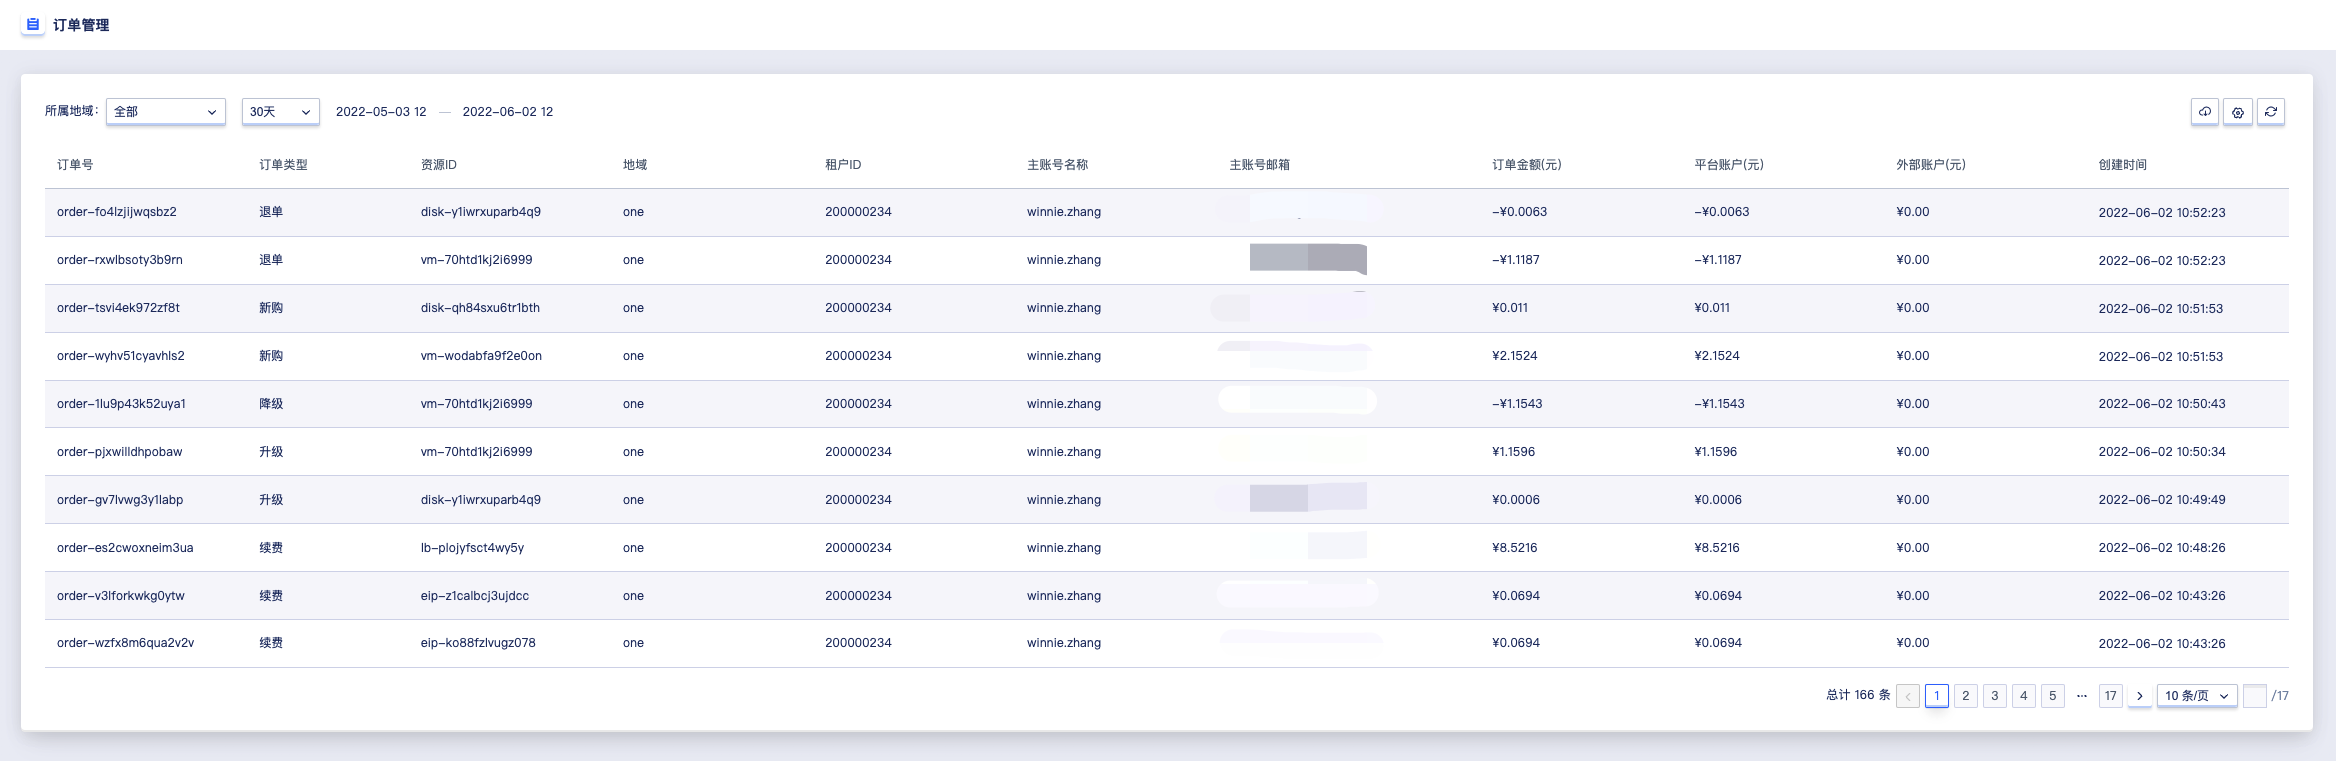 订单管理
所属地域： 全部 30天 2022-05-03 12 — 2022-06-02 12
订单号 订单类型 资源ID 地域 租户ID 主账号名称 主账号邮箱 订单金额(元) 平台账户(元) 外部账户(元) 创建时间
order-fo4lzjijwqsbz2 退单 disk-y1iwrxuparb4q9 one 200000234 winnie.zhang -¥0.0063 -¥0.0063 ¥0.00 2022-06-02 10:52:23
order-rxwlbsoty3b9rn 退单 vm-70htd1kj2i6999 one 200000234 winnie.zhang -¥1.1187 -¥1.1187 ¥0.00 2022-06-02 10:52:23
order-tsvi4ek972zf8t 新购 disk-qh84sxu6tr1bth one 200000234 winnie.zhang ¥0.011 ¥0.011 ¥0.00 2022-06-02 10:51:53
order-wyhv51cyavhls2 新购 vm-wodabfa9f2e0on one 200000234 winnie.zhang ¥2.1524 ¥2.1524 ¥0.00 2022-06-02 10:51:53
order-1lu9p43k52uya1 降级 vm-70htd1kj2i6999 one 200000234 winnie.zhang -¥1.1543 -¥1.1543 ¥0.00 2022-06-02 10:50:43
order-pjxwilldhpobaw 升级 vm-70htd1kj2i6999 one 200000234 winnie.zhang ¥1.1596 ¥1.1596 ¥0.00 2022-06-02 10:50:34
order-gv7lvwg3y1labp 升级 disk-y1iwrxuparb4q9 one 200000234 winnie.zhang ¥0.0006 ¥0.0006 ¥0.00 2022-06-02 10:49:49
order-es2cwoxneim3ua 续费 lb-plojyfsct4wy5y one 200000234 winnie.zhang ¥8.5216 ¥8.5216 ¥0.00 2022-06-02 10:48:26
order-v3lforkwkg0ytw 续费 eip-z1calbcj3ujdcc one 200000234 winnie.zhang ¥0.0694 ¥0.0694 ¥0.00 2022-06-02 10:43:26
order-wzfx8m6qua2v2v 续费 eip-ko88fzlvugz078 one 200000234 winnie.zhang ¥0.0694 ¥0.0694 ¥0.00 2022-06-02 10:43:26
总计 166 条 1 2 3 4 5 ··· 17 10 条/页 /17